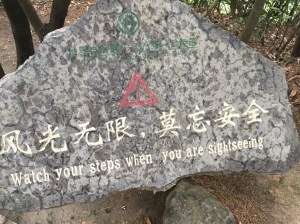 风光无限，莫忘安全
Watch your steps when you are sightseeing